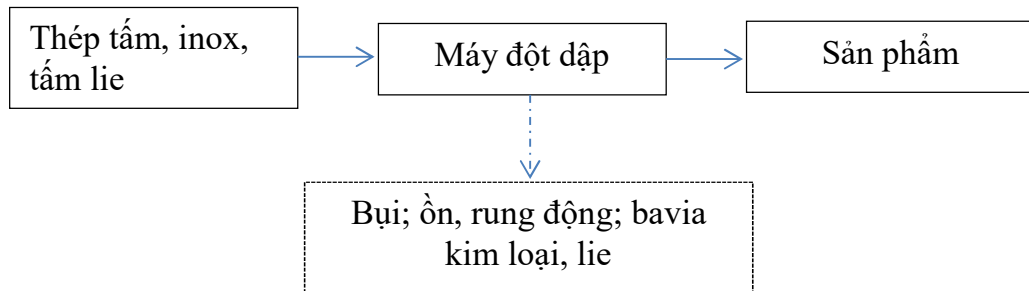 Thép tấm, inox,
tấm lie
Máy đột dập
Sản phẩm
Bụi; ồn, rung động; bavia
kim loại, lie